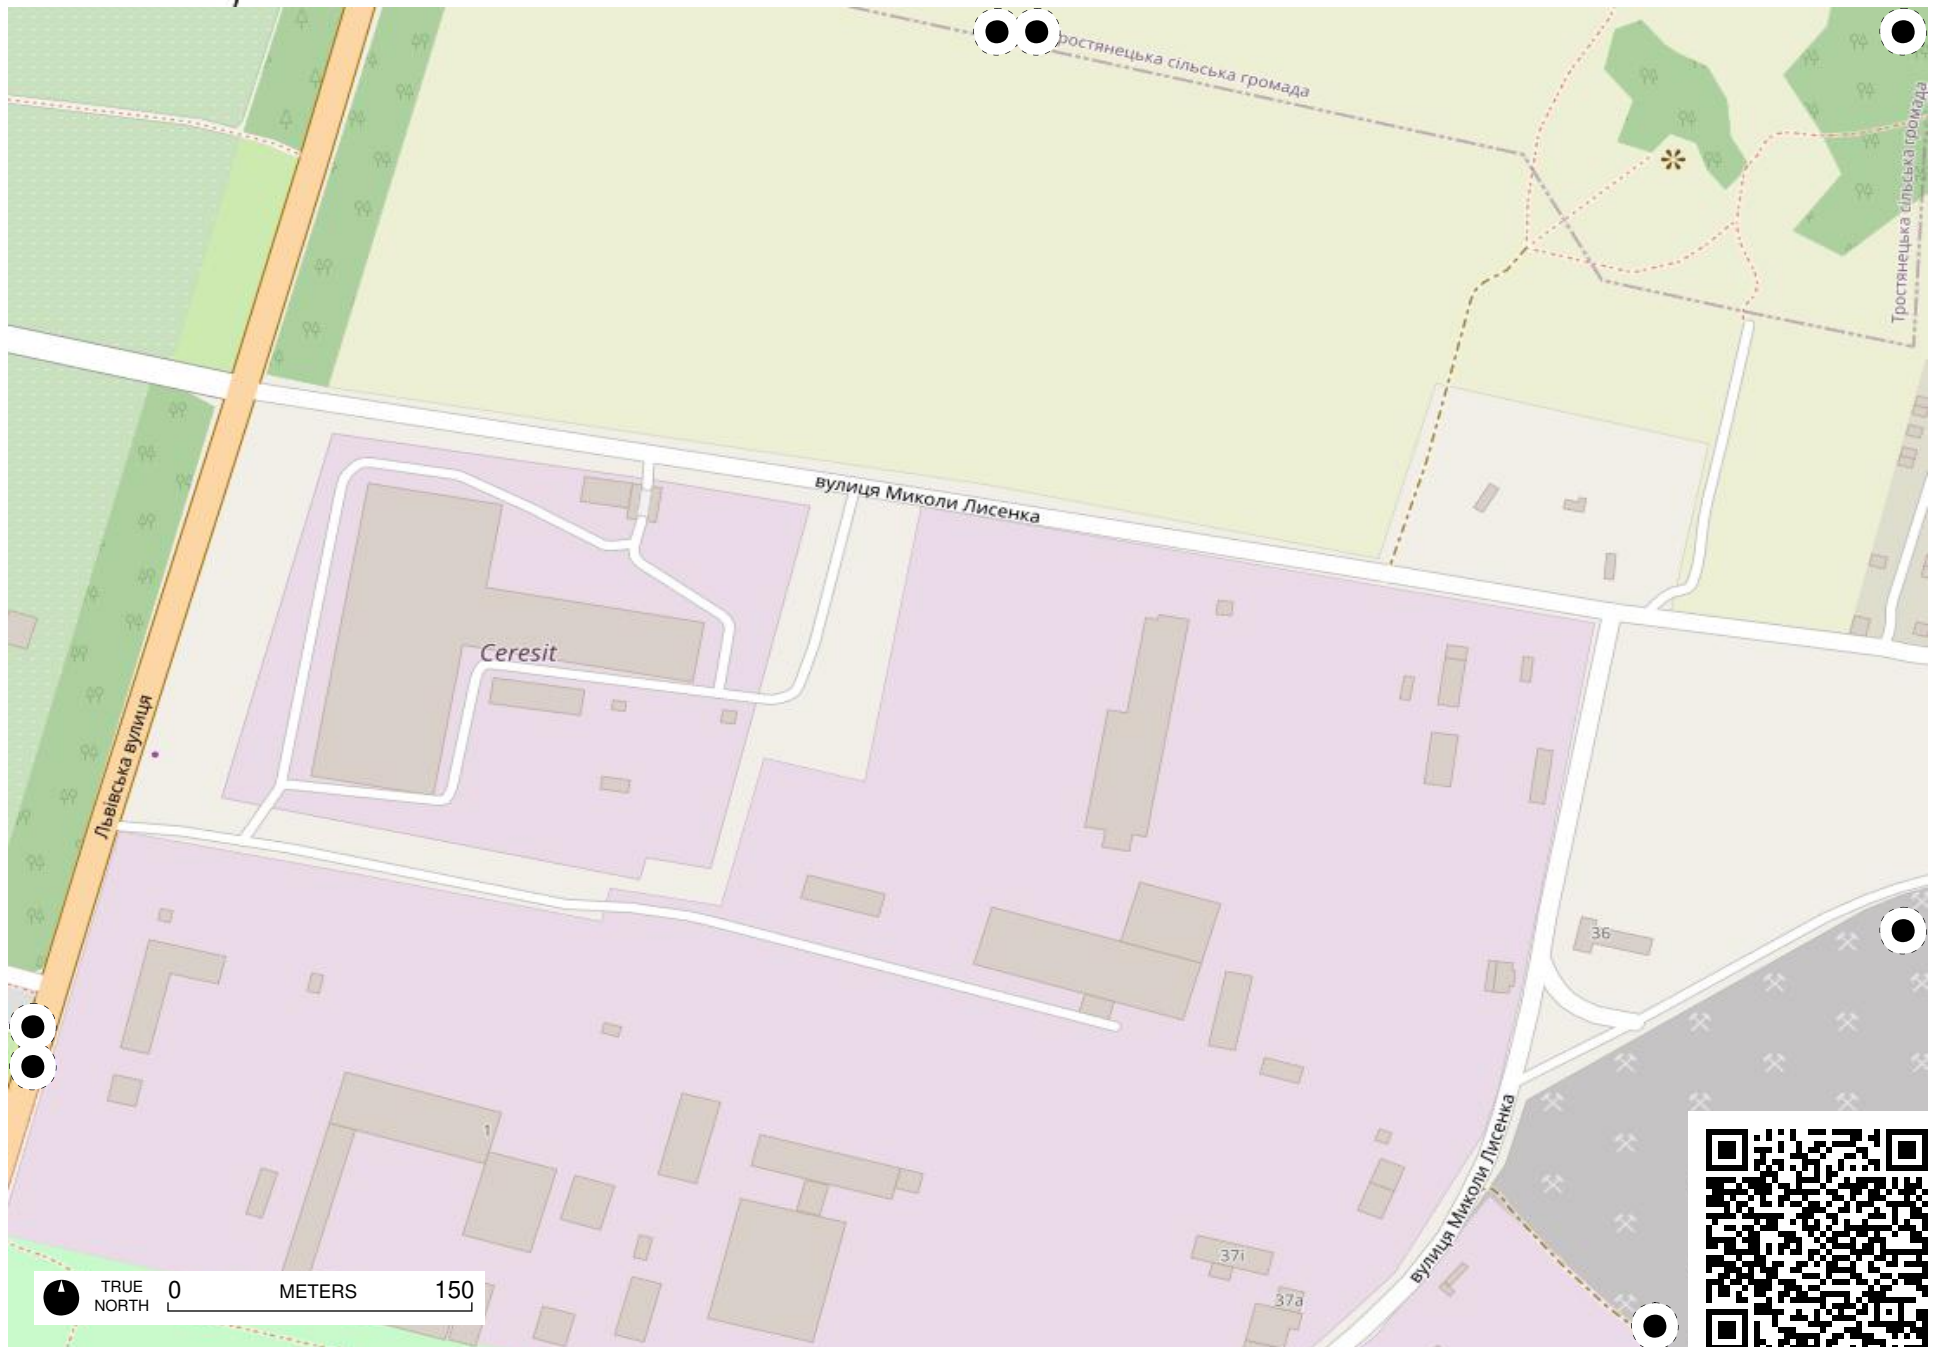 Тростянецька сільська громада
Тростянецька сільська громада
вулиця Миколи Лисенка
Ceresit
Львівська вулиця
36
1
вулиця Миколи Лисенка
37і
37а
TRUE NORTH
0 METERS 150